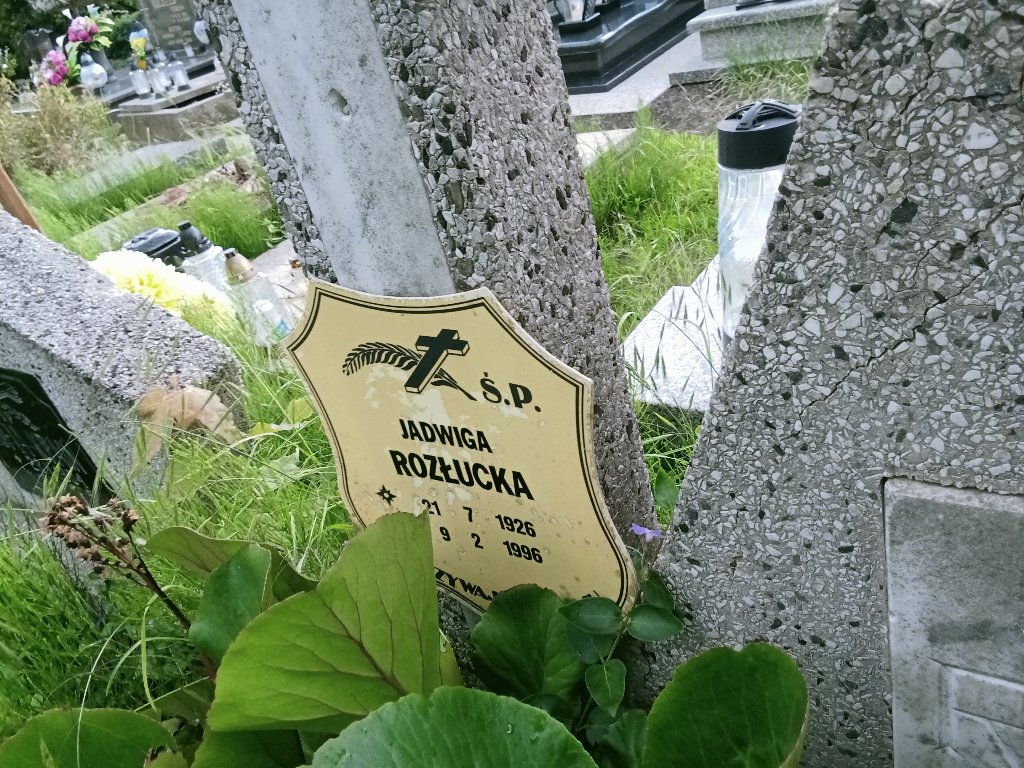 Ś.P.
JADWIGA
ROZŁUCKA
21 7 1926
9 2 1996